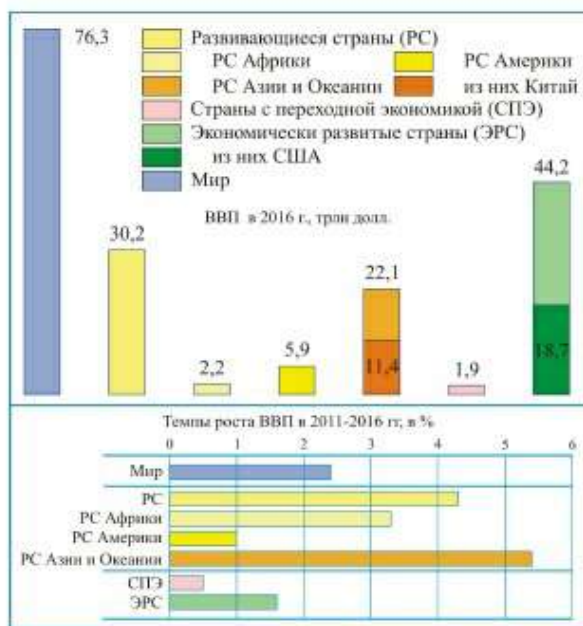 76,3
Развивающиеся страны (РС)
РС Африки
РС Америки
РС Азии и Океании
из них Китай
Страны с переходной экономикой (СПЭ)
Экономически развитые страны (ЭРС)
из них США
Мир
44,2
ВВП в 2016 г., трлн долл.
30,2
22,1
2,2
5,9
11,4
1,9
18,7
Темпы роста ВВП в 2011-2016 гг, в %
0 1 2 3 4 5 6
Мир
РС
РС Африки
РС Америки
РС Азии и Океании
СПЭ
ЭРС